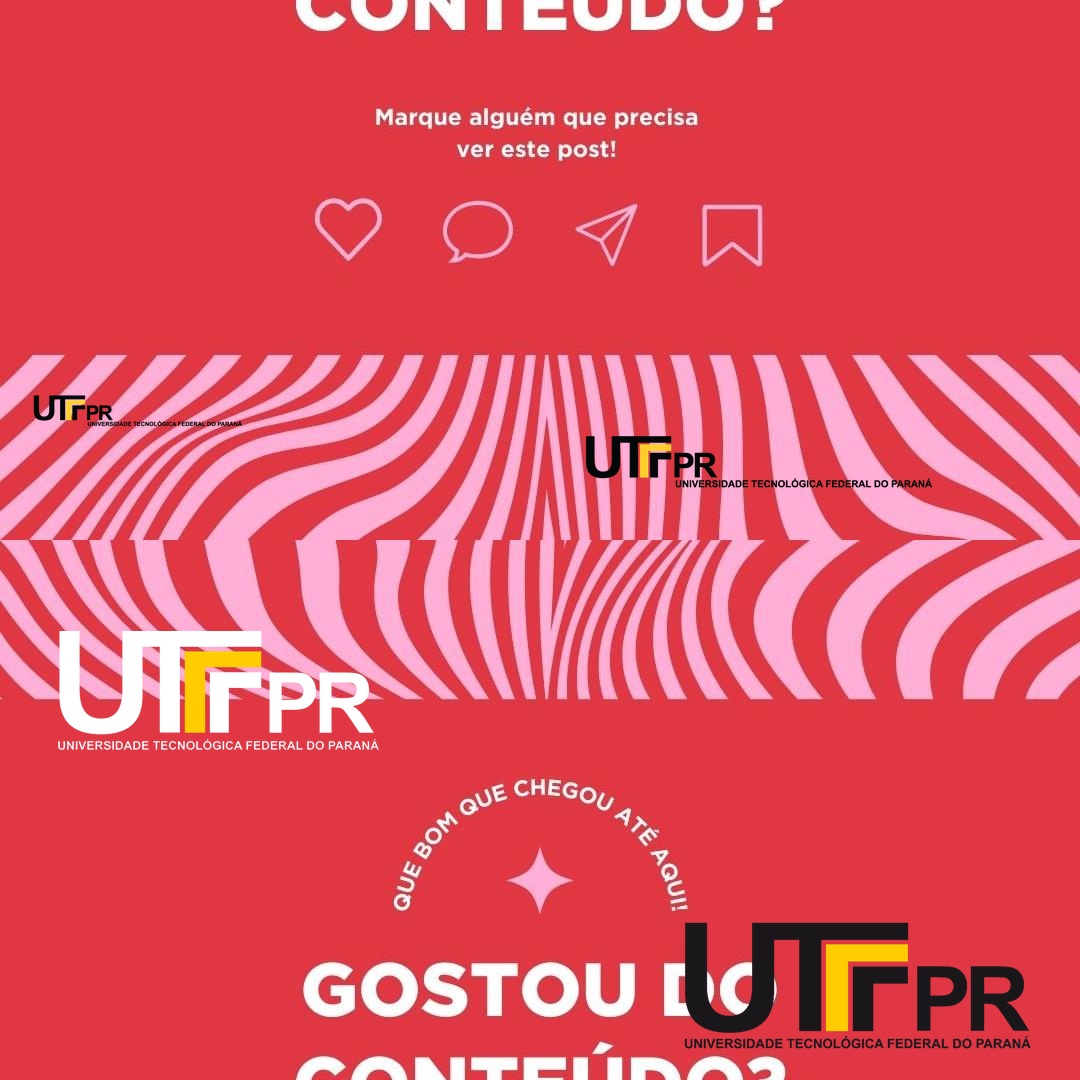 CONTEÚDO?
Marque alguém que precisa
ver este post!
UTFPR
UNIVERSIDADE TECNOLÓGICA FEDERAL DO PARANÁ
UTFPR
UNIVERSIDADE TECNOLÓGICA FEDERAL DO PARANÁ
UTFPR
UNIVERSIDADE TECNOLÓGICA FEDERAL DO PARANÁ
QUE BOM QUE CHEGOU ATÉ AQUI!
GOSTOU DO
UTFPR
UNIVERSIDADE TECNOLÓGICA FEDERAL DO PARANÁ
CONTEÚDO?